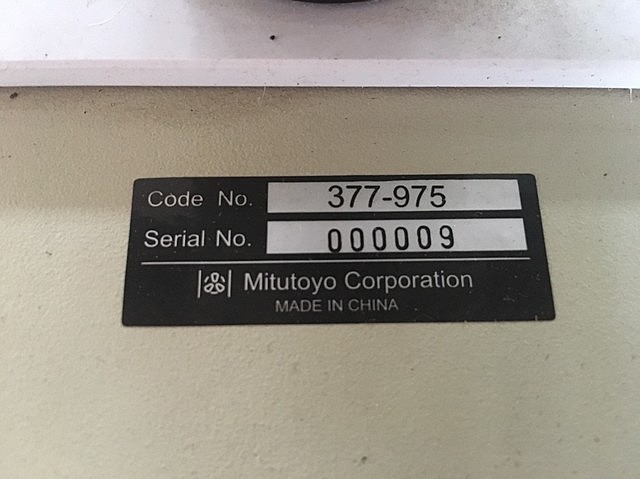 Code No. 377-975
Serial No. 000009
Mitutoyo Corporation
MADE IN CHINA